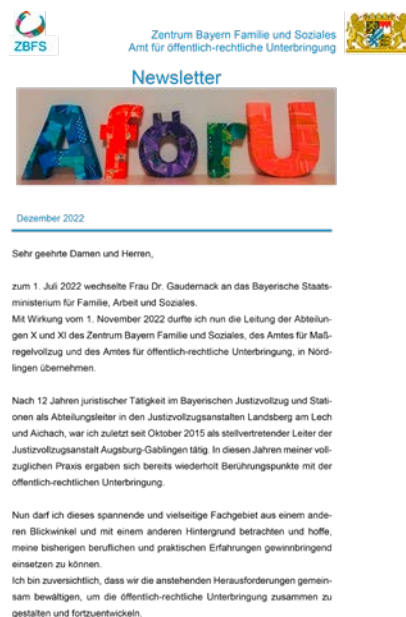 ZBFS
Zentrum Bayern Familie und Soziales
Amt für öffentlich-rechtliche Unterbringung
Newsletter
AföRU
Dezember 2022
Sehr geehrte Damen und Herren,
zum 1. Juli 2022 wechselte Frau Dr. Gaudernack an das Bayerische Staats-
ministerium für Familie, Arbeit und Soziales.
Mit Wirkung vom 1. November 2022 durfte ich nun die Leitung der Abteilun-
gen X und XI des Zentrum Bayern Familie und Soziales, des Amtes für Maß-
regelvollzug und des Amtes für öffentlich-rechtliche Unterbringung, in Nörd-
lingen übernehmen.
Nach 12 Jahren juristischer Tätigkeit im Bayerischen Justizvollzug und Stati-
onen als Abteilungsleiter in den Justizvollzugsanstalten Landsberg am Lech
und Aichach, war ich zuletzt seit Oktober 2015 als stellvertretender Leiter der
Justizvollzugsanstalt Augsburg-Gablingen tätig. In diesen Jahren meiner voll-
zuglichen Praxis ergaben sich bereits wiederholt Berührungspunkte mit der
öffentlich-rechtlichen Unterbringung.
Nun darf ich dieses spannende und vielseitige Fachgebiet aus einem ande-
ren Blickwinkel und mit einem anderen Hintergrund betrachten und hoffe,
meine bisherigen beruflichen und praktischen Erfahrungen gewinnbringend
einsetzen zu können.
Ich bin zuversichtlich, dass wir die anstehenden Herausforderungen gemein-
sam bewältigen, um die öffentlich-rechtliche Unterbringung zusammen zu
gestalten und fortzuentwickeln.